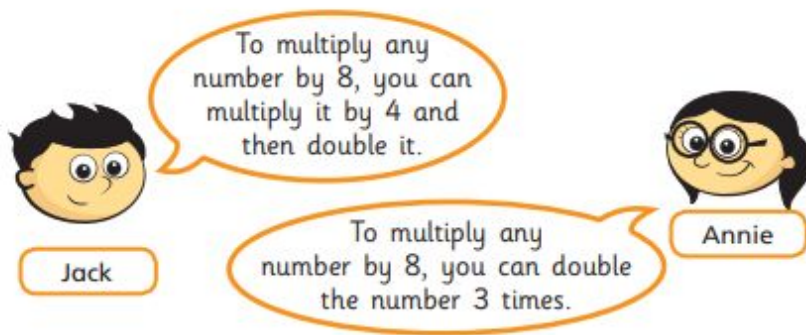 To multiply any
number by 8, you can
multiply it by 4 and
then double it.
Jack
Annie
To multiply any
number by 8, you can double
the number 3 times.